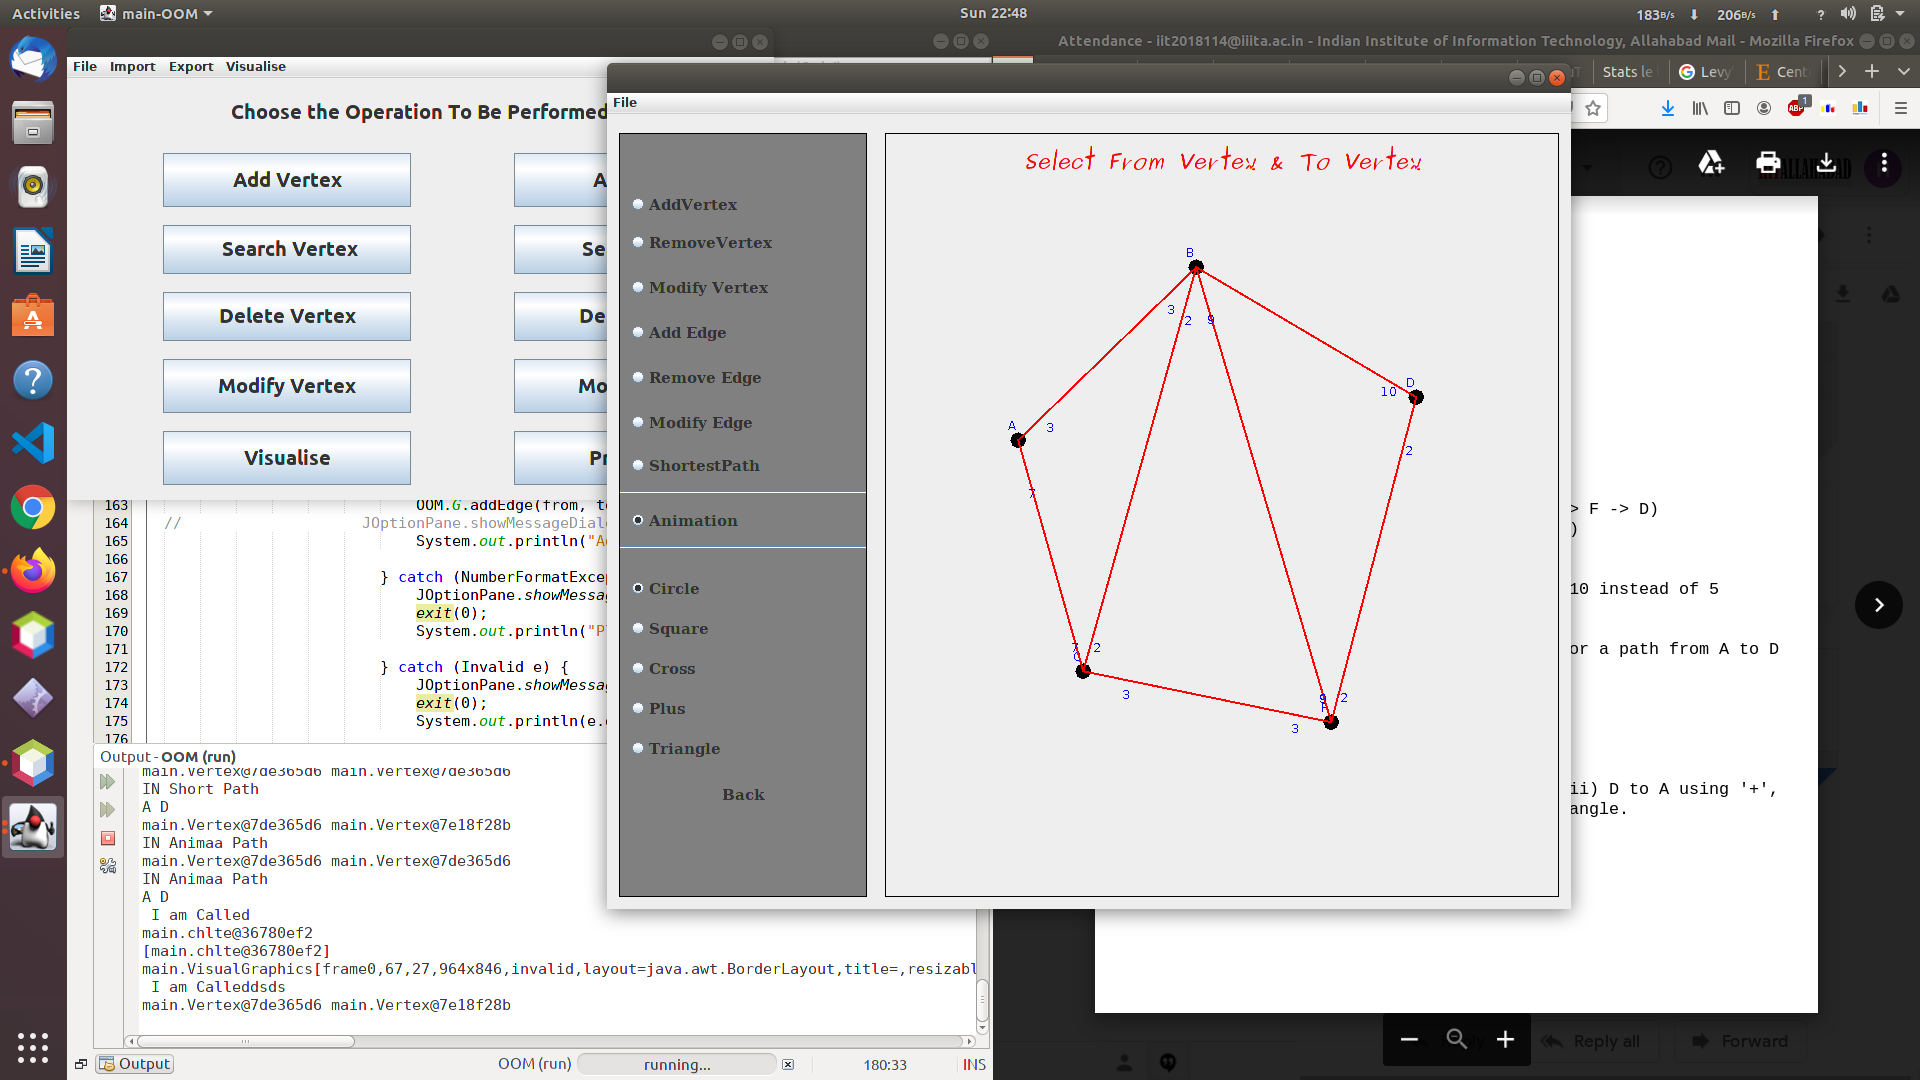 Activities
main-OOM
Sun 22:48
183B/s
206B/s
Attendance - iit2018114@iiita.ac.in - Indian Institute of Information Technology, Allahabad Mail - Mozilla Firefox
Stats le
Levy
Cent
ABP
1
File Import Export Visualise
Choose the Operation To Be Performed
Add Vertex
Search Vertex
Delete Vertex
Modify Vertex
Visualise
A
Se
De
Mo
Pr
File
AddVertex
RemoveVertex
Modify Vertex
Add Edge
Remove Edge
Modify Edge
ShortestPath
Animation
Circle
Square
Cross
Plus
Triangle
Back
Select From Vertex & To Vertex
B
3
2
9
D
10
A
3
2
7
7
2
C
3
9
2
F
3
163 OOM.G.addEdge(from, t
164 // JOptionPane.showMessageDial
165 System.out.println("A
166
167 } catch (NumberFormatExcep
168 JOptionPane.showMessa
169 exit(0);
170 System.out.println("P
171
172 } catch (Invalid e) {
173 JOptionPane.showMessa
174 exit(0);
175 System.out.println(e.
176
Output - OOM (run)
main.Vertex@7de365d6 main.Vertex@7de365d6
IN Short Path
A D
main.Vertex@7de365d6 main.Vertex@7e18f28b
IN Animaa Path
main.Vertex@7de365d6 main.Vertex@7de365d6
IN Animaa Path
A D
I am Called
main.chlte@36780ef2
[main.chlte@36780ef2]
main.VisualGraphics[frame0,67,27,964x846,invalid,layout=java.awt.BorderLayout,title=,resizabl
I am Calleddsds
main.Vertex@7de365d6 main.Vertex@7e18f28b
Output
OOM (run)
running...
180:33
INS
> F -> D)
)
10 instead of 5
or a path from A to D
ii) D to A using '+',
angle.
ALLAHABAD
Reply all
Forward